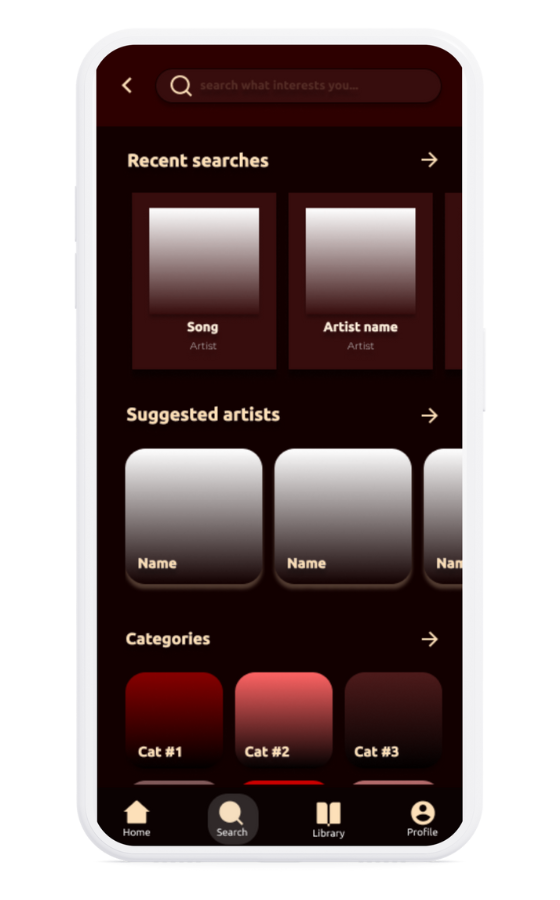 search what interests you...
Recent searches
Song
Artist
Artist name
Artist
Suggested artists
Name
Name
Nam
Categories
Cat #1
Cat #2
Cat #3
Home
Search
Library
Profile